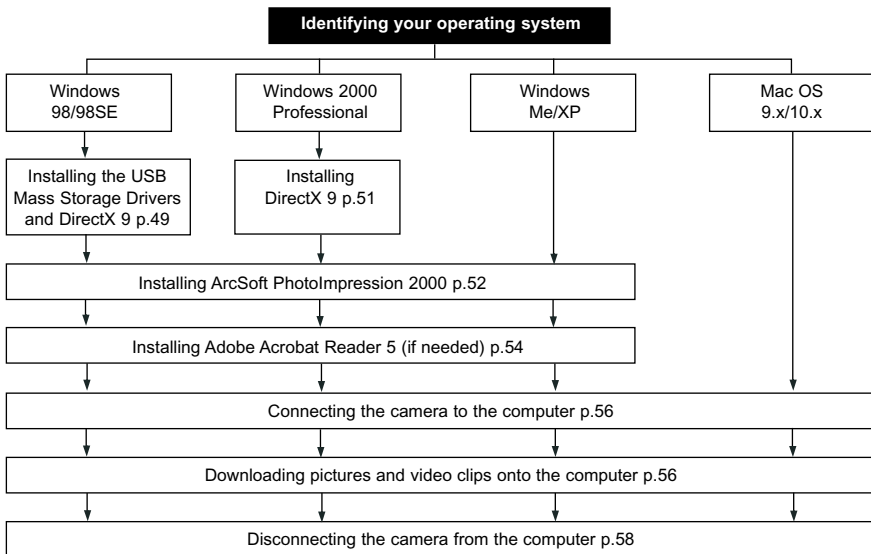 Identifying your operating system
Windows
98/98SE
Windows 2000
Professional
Windows
Me/XP
Mac OS
9.x/10.x
Installing the USB
Mass Storage Drivers
and DirectX 9 p.49
Installing
DirectX 9 p.51
Installing ArcSoft PhotoImpression 2000 p.52
Installing Adobe Acrobat Reader 5 (if needed) p.54
Connecting the camera to the computer p.56
Downloading pictures and video clips onto the computer p.56
Disconnecting the camera from the computer p.58